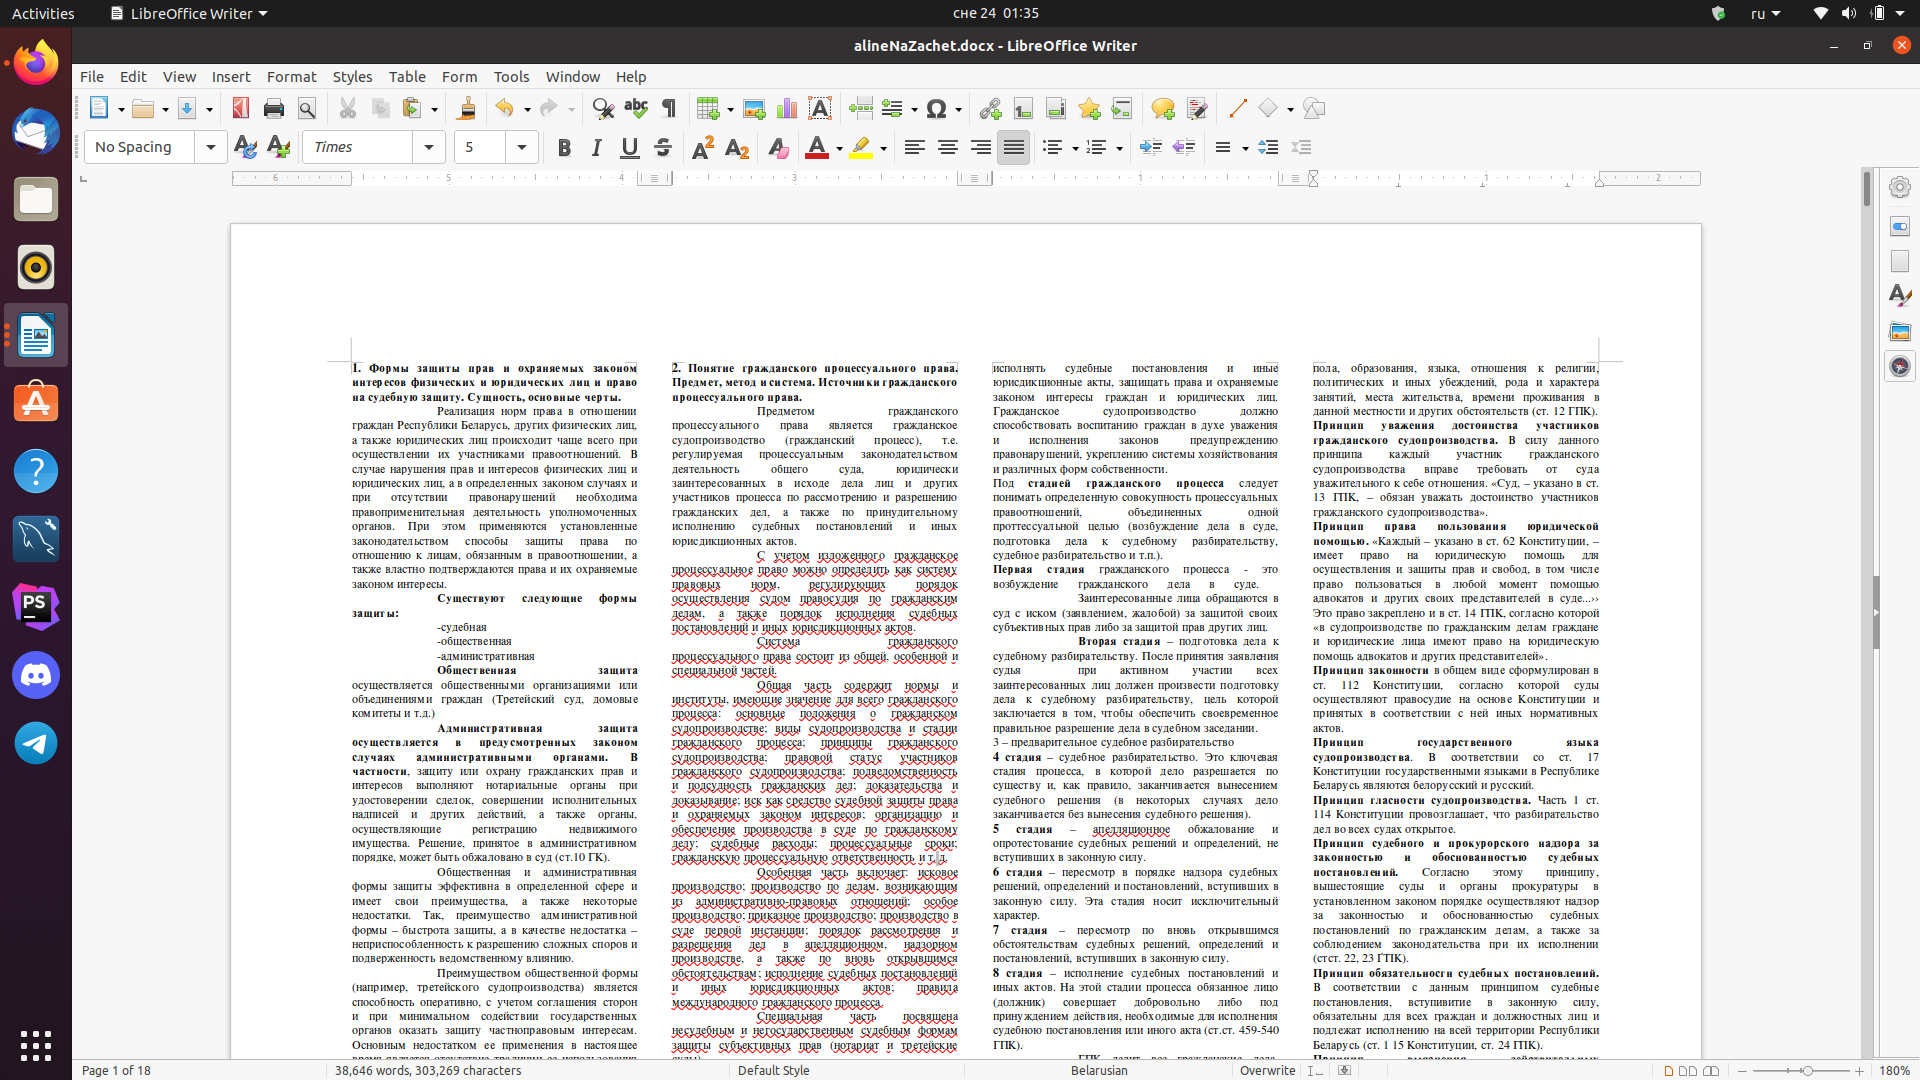 Activities
LibreOffice Writer
сне 24 01:35
ru
alineNaZachet.docx - LibreOffice Writer
File Edit View Insert Format Styles Table Form Tools Window Help
No Spacing
Times
5
1. Формы защиты прав и охраняемых законом
интересов физических и юридических лиц и право
на судебную защиту. Сущность, основные черты.
Реализация норм права в отношении
граждан Республики Беларусь, других физических лиц,
а также юридических лиц происходит чаще всего при
осуществлении их участниками правоотношений. В
случае нарушения прав и интересов физических лиц и
юридических лиц, а в определенных законом случаях и
при отсутствии правонарушений необходима
правоприменительная деятельность уполномоченных
органов. При этом применяются установленные
законодательством способы защиты права по
отношению к лицам, обязанным в правоотношении, а
также властно подтверждаются права и их охраняемые
законом интересы.
Существуют следующие формы
защиты:
-судебная
-общественная
-административная
Общественная защита
осуществляется общественными организациями или
объединениями граждан (Третейский суд, домовые
комитеты и т.д.)
Административная защита
осуществляется в предусмотренных законом
случаях административными органами. В
частности, защиту или охрану гражданских прав и
интересов выполняют нотариальные органы при
удостоверении сделок, совершении исполнительных
надписей и других действий, а также органы,
осуществляющие регистрацию недвижимого
имущества. Решение, принятое в административном
порядке, может быть обжаловано в суд (ст.10 ГК).
Общественная и административная
формы защиты эффективна в определенной сфере и
имеет свои преимущества, а также некоторые
недостатки. Так, преимущество административной
формы – быстрота защиты, а в качестве недостатка –
неприспособленность к разрешению сложных споров и
подверженность ведомственному влиянию.
Преимуществом общественной формы
(например, третейского судопроизводства) является
способность оперативно, с учетом соглашения сторон
и при минимальном содействии государственных
органов оказать защиту частноправовым интересам.
Основным недостатком ее применения в настоящее
время является отсутствие традиции ее использования
2. Понятие гражданского процессуального права.
Предмет, метод и система. Источники гражданского
процессуального права.
Предметом гражданского
процессуального права является гражданское
судопроизводство (гражданский процесс), т.е.
регулируемая процессуальным законодательством
деятельность общего суда, юридически
заинтересованных в исходе дела лиц и других
участников процесса по рассмотрению и разрешению
гражданских дел, а также по принудительному
исполнению судебных постановлений и иных
юрисдикционных актов.
С учетом изложенного гражданское
процессуальное право можно определить как систему
правовых норм, регулирующих порядок
осуществления судом правосудия по гражданским
делам, а также порядок исполнения судебных
постановлений и иных юрисдикционных актов.
Система гражданского
процессуального права состоит из общей, особенной и
специальной частей.
Общая часть содержит нормы и
институты, имеющие значение для всего гражданского
процесса: основные положения о гражданском
судопроизводстве; виды судопроизводства и стадии
гражданского процесса; принципы гражданского
судопроизводства; правовой статус участников
гражданского судопроизводства; подведомственность
и подсудность гражданских дел; доказательства и
доказывание; иск как средство судебной защиты права
и охраняемых законом интересов; организацию и
обеспечение производства в суде по гражданскому
делу; судебные расходы; процессуальные сроки;
гражданскую процессуальную ответственность и т.д.
Особенная часть включает: исковое
производство; производство по делам, возникающим
из административно-правовых отношений; особое
производство; приказное производство; производство в
суде первой инстанции; порядок рассмотрения и
разрешения дел в апелляционном, надзорном
производстве, а также по вновь открывшимся
обстоятельствам; исполнение судебных постановлений
и иных юрисдикционных актов; правила
международного гражданского процесса.
Специальная часть посвящена
несудебным и негосударственным судебным формам
защиты субъективных прав (нотариат и третейские
суды).
исполнять судебные постановления и иные
юрисдикционные акты, защищать права и охраняемые
законом интересы граждан и юридических лиц.
Гражданское судопроизводство должно
способствовать воспитанию граждан в духе уважения
и исполнения законов предупреждению
правонарушений, укреплению системы хозяйствования
и различных форм собственности.
Под стадией гражданского процесса следует
понимать определенную совокупность процессуальных
правоотношений, объединенных одной
проттессуальной целью (возбуждение дела в суде,
подготовка дела к судебному разбирательству,
судебное разбирательство и т.п.).
Первая стадия гражданского процесса - это
возбуждение гражданского дела в суде.
Заинтересованные лица обращаются в
суд с иском (заявлением, жалобой) за защитой своих
субъективных прав либо за защитой прав других лиц.
Вторая стадия – подготовка дела к
судебному разбирательству. После принятия заявления
судья при активном участии всех
заинтересованных лиц должен произвести подготовку
дела к судебному разбирательству, цель которой
заключается в том, чтобы обеспечить своевременное
правильное разрешение дела в судебном заседании.
3 – предварительное судебное разбирательство
4 стадия – судебное разбирательство. Это ключевая
стадия процесса, в которой дело разрешается по
существу и, как правило, заканчивается вынесением
судебного решения (в некоторых случаях дело
заканчивается без вынесения судебного решения).
5 стадия – апелляционное обжалование и
опротестование судебных решений и определений, не
вступивших в законную силу.
6 стадия – пересмотр в порядке надзора судебных
решений, определений и постановлений, вступивших в
законную силу. Эта стадия носит исключительный
характер.
7 стадия – пересмотр по вновь открывшимся
обстоятельствам судебных решений, определений и
постановлений, вступивших в законную силу.
8 стадия – исполнение судебных постановлений и
иных актов. На этой стадии процесса обязанное лицо
(должник) совершает добровольно либо под
принуждением действия, необходимые для исполнения
судебною постановления или иного акта (ст.ст. 459-540
ГПК).
ГПК делит все гражданские дела,
пола, образования, языка, отношения к религии,
политических и иных убеждений, рода и характера
занятий, места жительства, времени проживания в
данной местности и других обстоятельств (ст. 12 ГПК).
Принцип уважения достоинства участников
гражданского судопроизводства. В силу данного
принципа каждый участник гражданского
судопроизводства вправе требовать от суда
уважительного к себе отношения. «Суд, – указано в ст.
13 ГПК, – обязан уважать достоинство участников
гражданского судопроизводства».
Принцип права пользования юридической
помощью. «Каждый – указано в ст. 62 Конституции, –
имеет право на юридическую помощь для
осуществления и защиты прав и свобод, в том числе
право пользоваться в любой момент помощью
адвокатов и других своих представителей в суде...››
Это право закреплено и в ст. 14 ГПК, согласно которой
«в судопроизводстве по гражданским делам граждане
и юридические лица имеют право на юридическую
помощь адвокатов и других представителей».
Принцип законности в общем виде сформулирован в
ст. 112 Конституции, согласно которой суды
осуществляют правосудие на основе Конституции и
принятых в соответствии с ней иных нормативных
актов.
Принцип государственного языка
судопроизводства. В соответствии со ст. 17
Конституции государственными языками в Республике
Беларусь являются белорусский и русский.
Принцип гласности судопроизводства. Часть 1 ст.
114 Конституции провозглашает, что разбирательство
дел во всех судах открытое.
Принцип судебного и прокурорского надзора за
законностью и обоснованностью судебных
постановлений. Согласно этому принципу,
вышестоящие суды и органы прокуратуры в
установленном законом порядке осуществляют надзор
за законностью и обоснованностью судебных
постановлений по гражданским делам, а также за
соблюдением законодательства при их исполнении
(стст. 22, 23 ГТІК).
Принцип обязательносги судебных постановлений.
В соответствии с данным принципом судебные
постановления, вступивитие в законную силу,
обязательны для всех граждан и должностных лиц и
подлежат исполнению на всей территории Республики
Беларусь (ст. 1 15 Конституции, ст. 24 ГПК).
Принцип выяснения действительных
Page 1 of 18
38,646 words, 303,269 characters
Default Style
Belarusian
Overwrite
180%